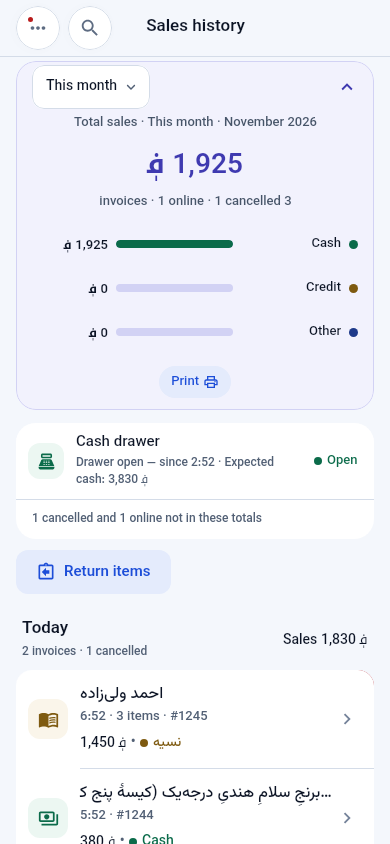 Sales history
This month
Total sales · This month · November 2026
1,925 ؋
invoices · 1 online · 1 cancelled 3
Cash
1,925 ؋
Credit
0 ؋
Other
0 ؋
Print
Cash drawer
Drawer open — since 2:52 · Expected
cash: 3,830 ؋
Open
1 cancelled and 1 online not in these totals
Return items
Today
2 invoices · 1 cancelled
Sales 1,830 ؋
احمد ولی‌زاده
6:52 · 3 items · #1245
1,450 ؋ • نسیه
برنجِ سلامِ هندیِ درجه‌یک (کیسهٔ پنج ک...
5:52 · #1244
380 ؋ • Cash